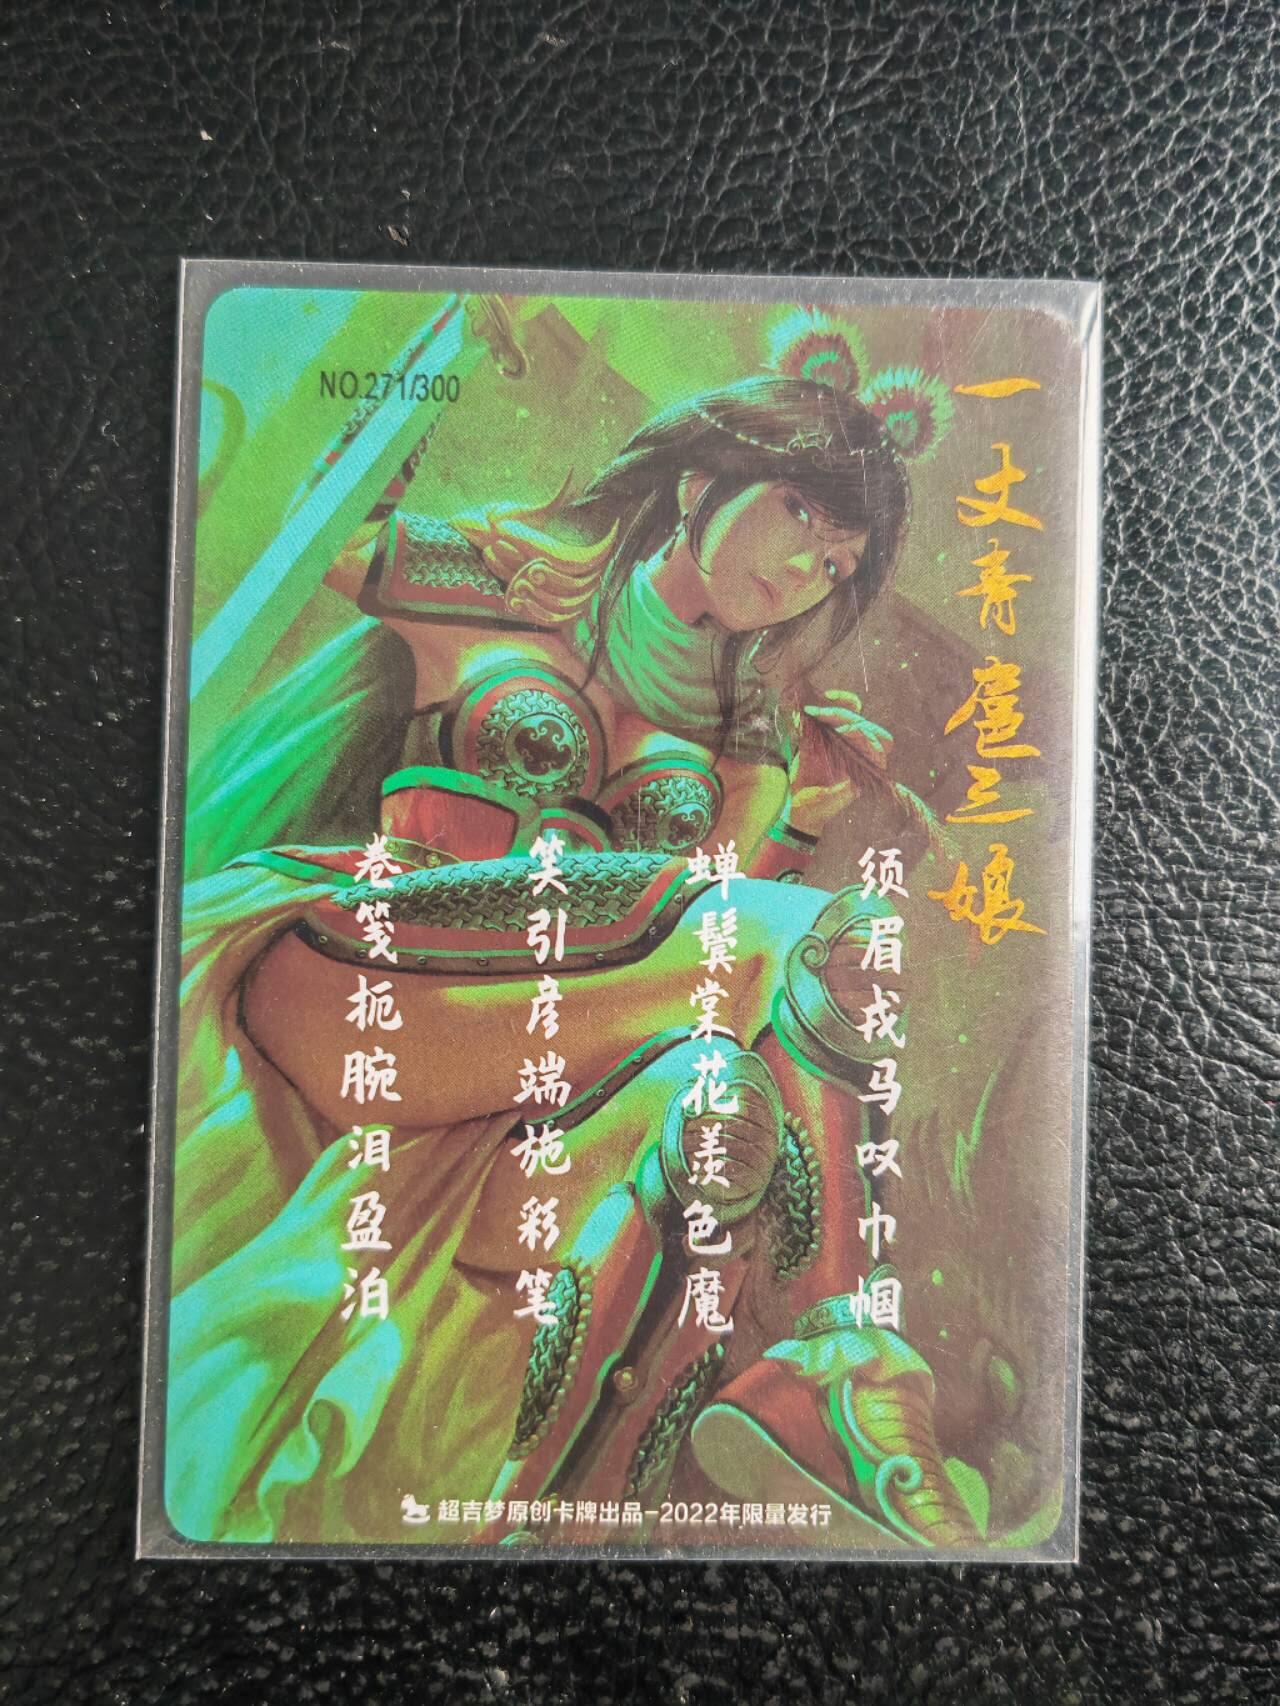 NO.271/300
一丈青扈三娘
须眉戎马叹巾帼
蝉鬓棠花羡色魔
笑引彦端施彩笔
卷笺扼腕泪盈泊
超吉梦原创卡牌出品-2022年限量发行